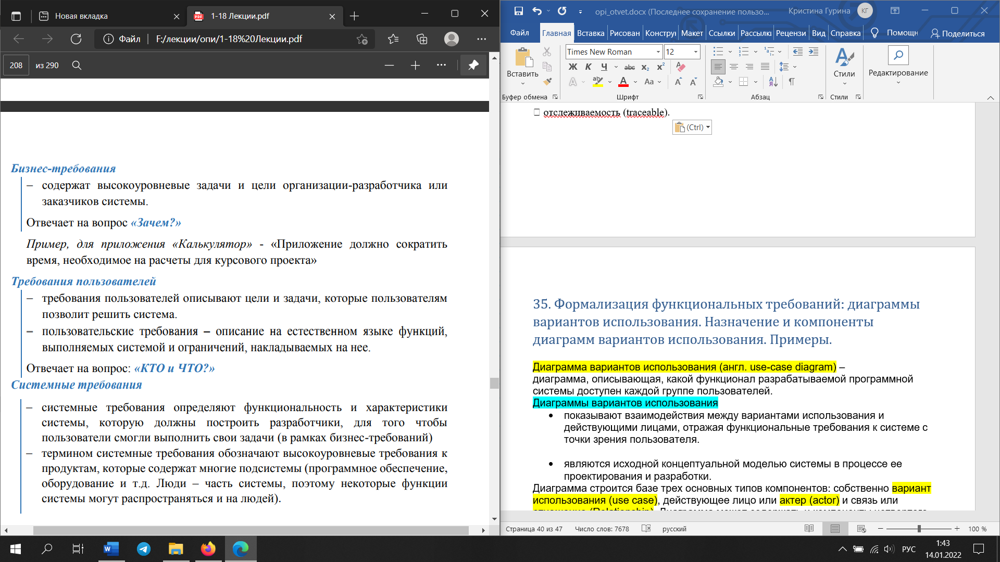 Новая вкладка
1-18 Лекции.pdf
Файл
F:/лекции/опи/1-18%20Лекции.pdf
208
из 290
Бизнес-требования
– содержат высокоуровневые задачи и цели организации-разработчика или
заказчиков системы.
Отвечает на вопрос «Зачем?»
Пример, для приложения «Калькулятор» - «Приложение должно сократить
время, необходимое на расчеты для курсового проекта»
Требования пользователей
– требования пользователей описывают цели и задачи, которые пользователям
позволит решить система.
– пользовательские требования – описание на естественном языке функций,
выполняемых системой и ограничений, накладываемых на нее.
Отвечает на вопрос: «КТО и ЧТО?»
Системные требования
– системные требования определяют функциональность и характеристики
системы, которую должны построить разработчики, для того чтобы
пользователи смогли выполнить свои задачи (в рамках бизнес-требований)
– термином системные требования обозначают высокоуровневые требования к
продуктам, которые содержат многие подсистемы (программное обеспечение,
оборудование и т.д. Люди – часть системы, поэтому некоторые функции
системы могут распространяться и на людей).
opi_otvet.docx (Последнее сохранение пользо...
Кристина Гурина
КГ
Файл
Главная
Вставка
Рисован
Констру
Макет
Ссылки
Рассылки
Рецензи
Вид
Справка
Помощн
Поделиться
Вставить
Times New Roman
12
Ж К Ч abc x₂ x²
Aa
Стили
Редактирование
Буфер обмена
Шрифт
Абзац
Стили
отслеживаемость (traceable).
(Ctrl)
35. Формализация функциональных требований: диаграммы
вариантов использования. Назначение и компоненты
диаграмм вариантов использования. Примеры.
Диаграмма вариантов использования (англ. use-case diagram) –
диаграмма, описывающая, какой функционал разрабатываемой программной
системы доступен каждой группе пользователей.
Диаграммы вариантов использования
• показывают взаимодействия между вариантами использования и
действующими лицами, отражая функциональные требования к системе с
точки зрения пользователя.
• являются исходной концептуальной моделью системы в процессе ее
проектирования и разработки.
Диаграмма строится базе трех основных типов компонентов: собственно вариант
использования (use case), действующее лицо или актер (actor) и связь или
Страница 40 из 47
Число слов: 7678
русский
100 %
РУС
1:43
14.01.2022